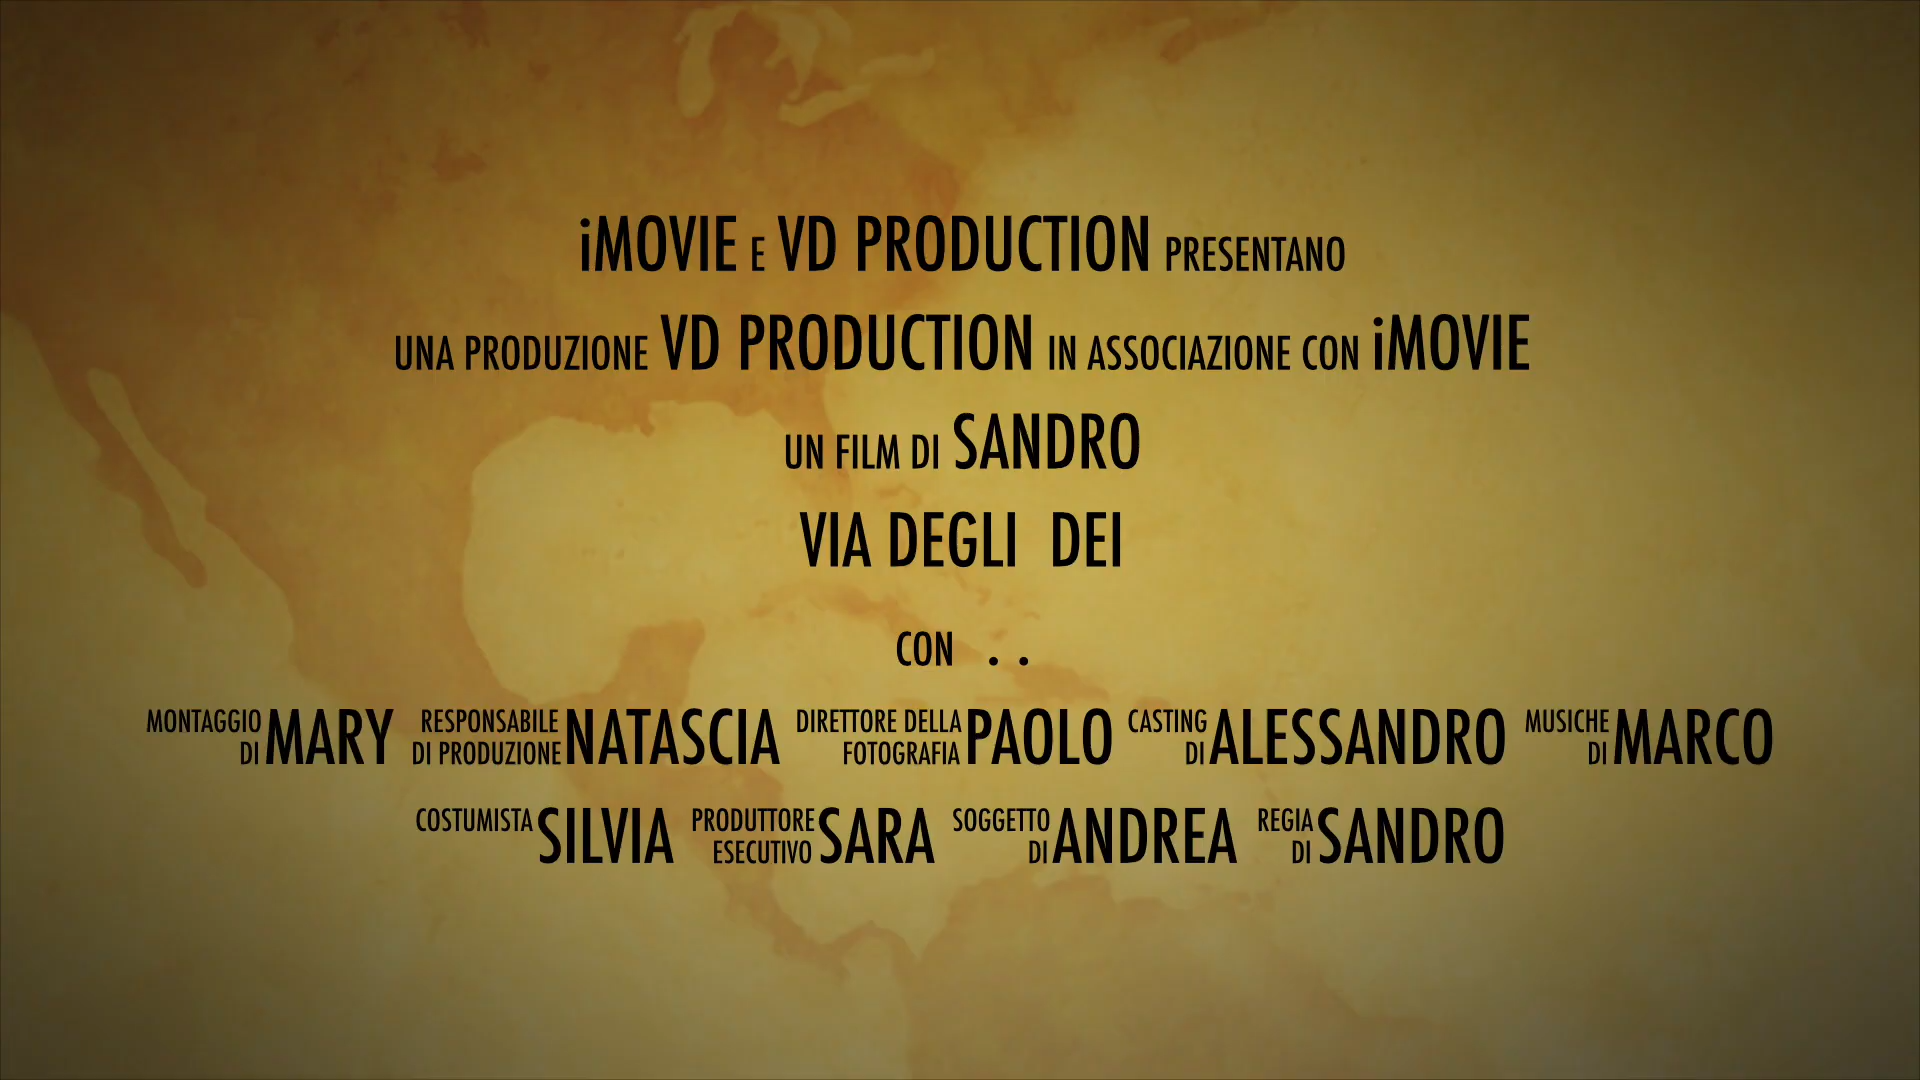 iMOVIE E VD PRODUCTION PRESENTANO
UNA PRODUZIONE VD PRODUCTION IN ASSOCIAZIONE CON iMOVIE
UN FILM DI SANDRO
VIA DEGLI DEI
CON . .
MONTAGGIO DI MARY RESPONSABILE DI PRODUZIONE NATASCIA DIRETTORE DELLA FOTOGRAFIA PAOLO CASTING DI ALESSANDRO MUSICHE DI MARCO
COSTUMISTA SILVIA PRODUTTORE ESECUTIVO SARA SOGGETTO DI ANDREA REGIA DI SANDRO